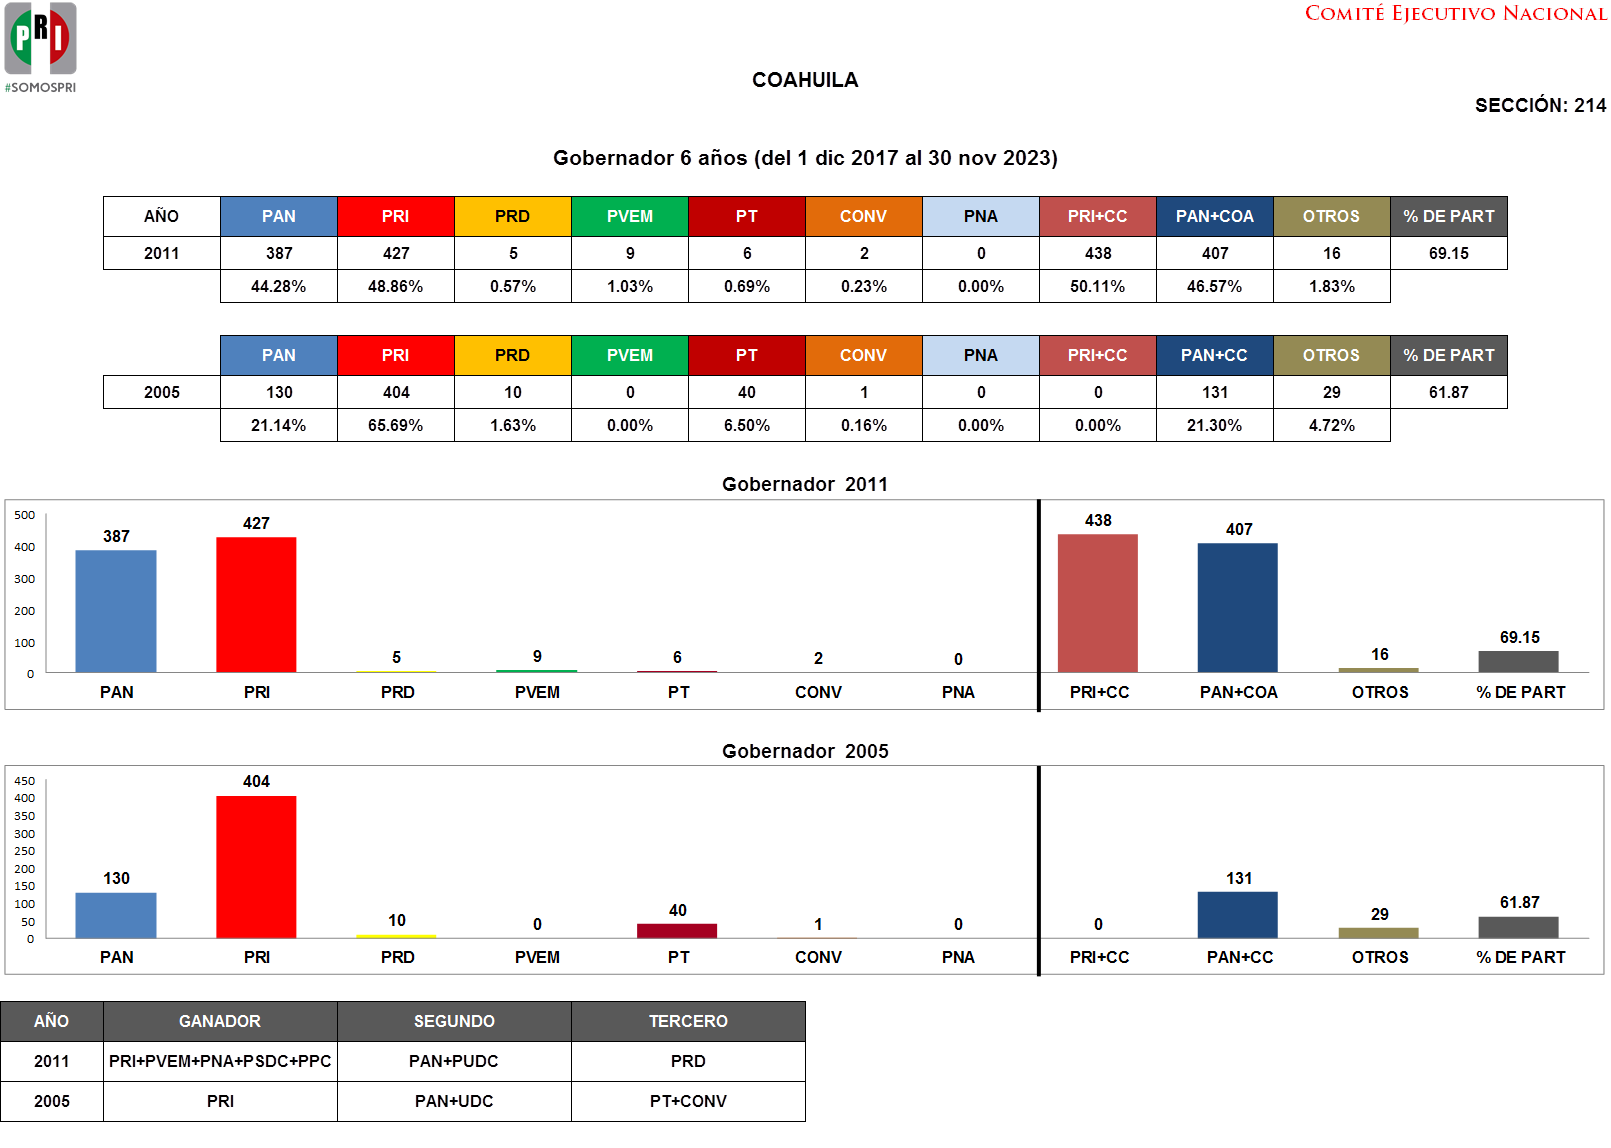 PRI
#SOMOSPRI
COMITÉ EJECUTIVO NACIONAL
COAHUILA
SECCIÓN: 214
Gobernador 6 años (del 1 dic 2017 al 30 nov 2023)
AÑO PAN PRI PRD PVEM PT CONV PNA PRI+CC PAN+COA OTROS % DE PART
2011 387 427 5 9 6 2 0 438 407 16 69.15
44.28% 48.86% 0.57% 1.03% 0.69% 0.23% 0.00% 50.11% 46.57% 1.83%
PAN PRI PRD PVEM PT CONV PNA PRI+CC PAN+CC OTROS % DE PART
2005 130 404 10 0 40 1 0 0 131 29 61.87
21.14% 65.69% 1.63% 0.00% 6.50% 0.16% 0.00% 0.00% 21.30% 4.72%
Gobernador 2011
500
400
300
200
100
0
387 427 5 9 6 2 0 438 407 16 69.15
PAN PRI PRD PVEM PT CONV PNA PRI+CC PAN+COA OTROS % DE PART
Gobernador 2005
450
400
350
300
250
200
150
100
50
0
130 404 10 0 40 1 0 0 131 29 61.87
PAN PRI PRD PVEM PT CONV PNA PRI+CC PAN+CC OTROS % DE PART
AÑO GANADOR SEGUNDO TERCERO
2011 PRI+PVEM+PNA+PSDC+PPC PAN+PUDC PRD
2005 PRI PAN+UDC PT+CONV